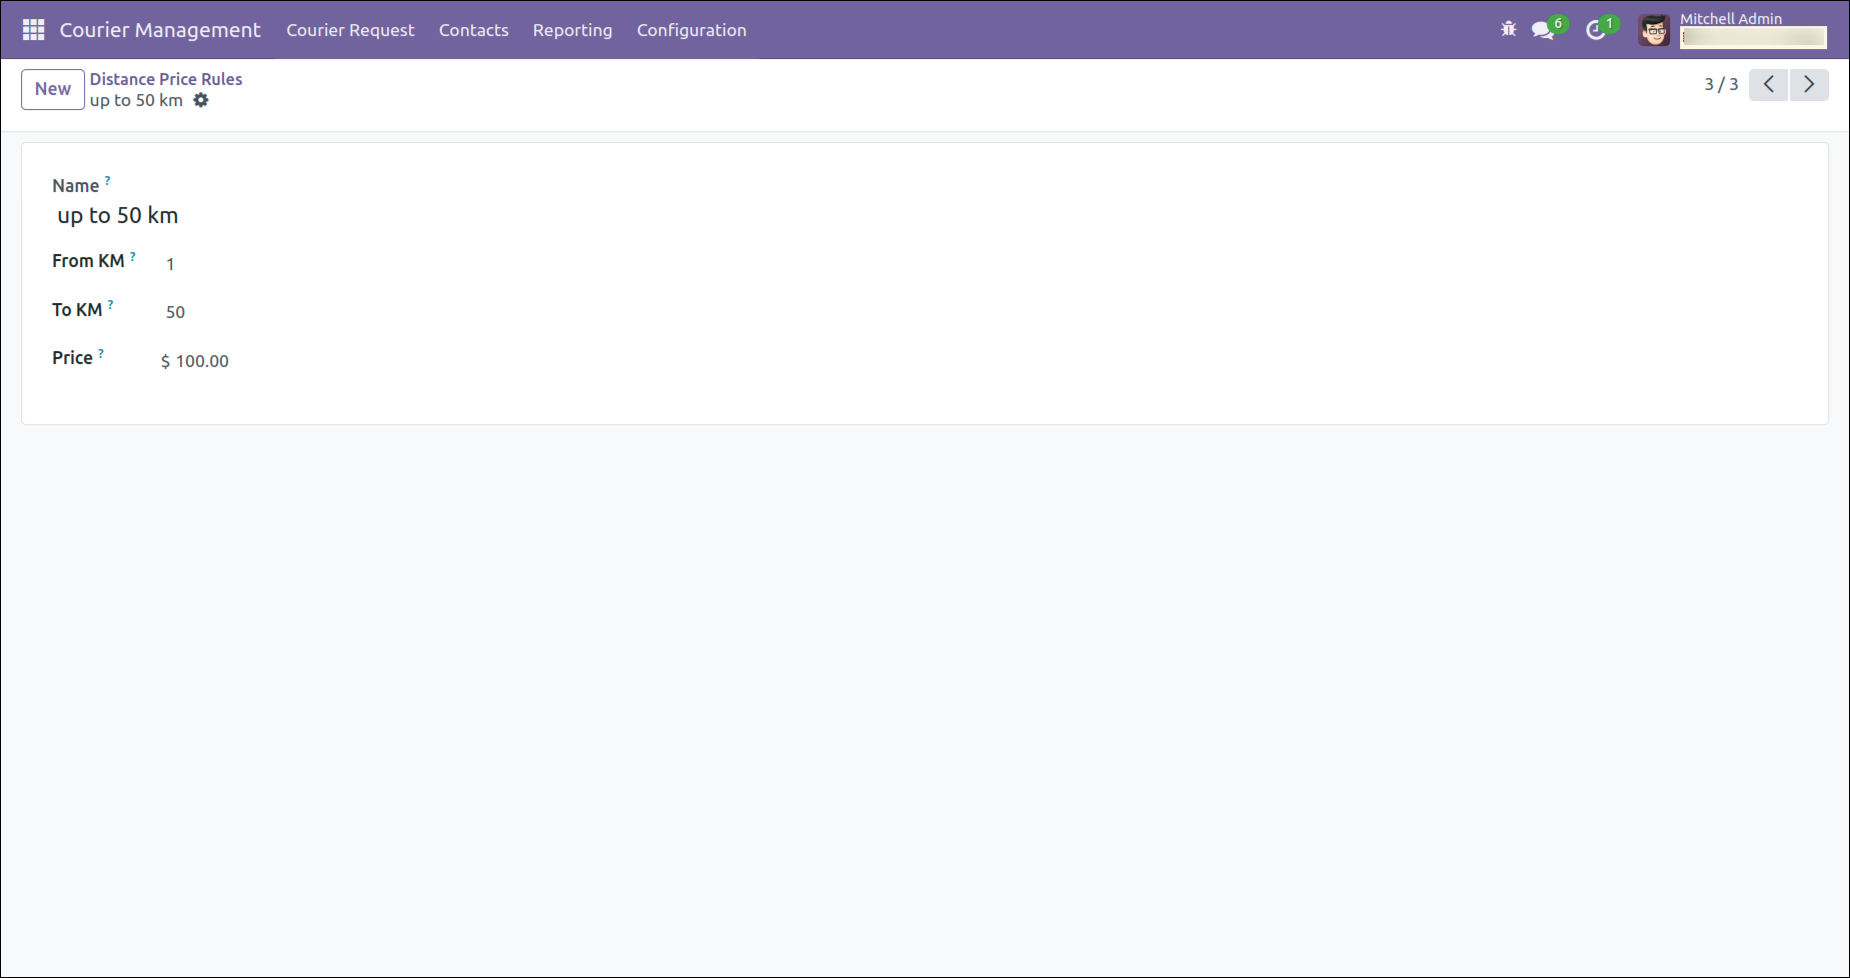 Courier Management Courier Request Contacts Reporting Configuration 6 1 Mitchell Admin
New Distance Price Rules 3 / 3
up to 50 km
Name ?
up to 50 km
From KM ? 1
To KM ? 50
Price ? $ 100.00